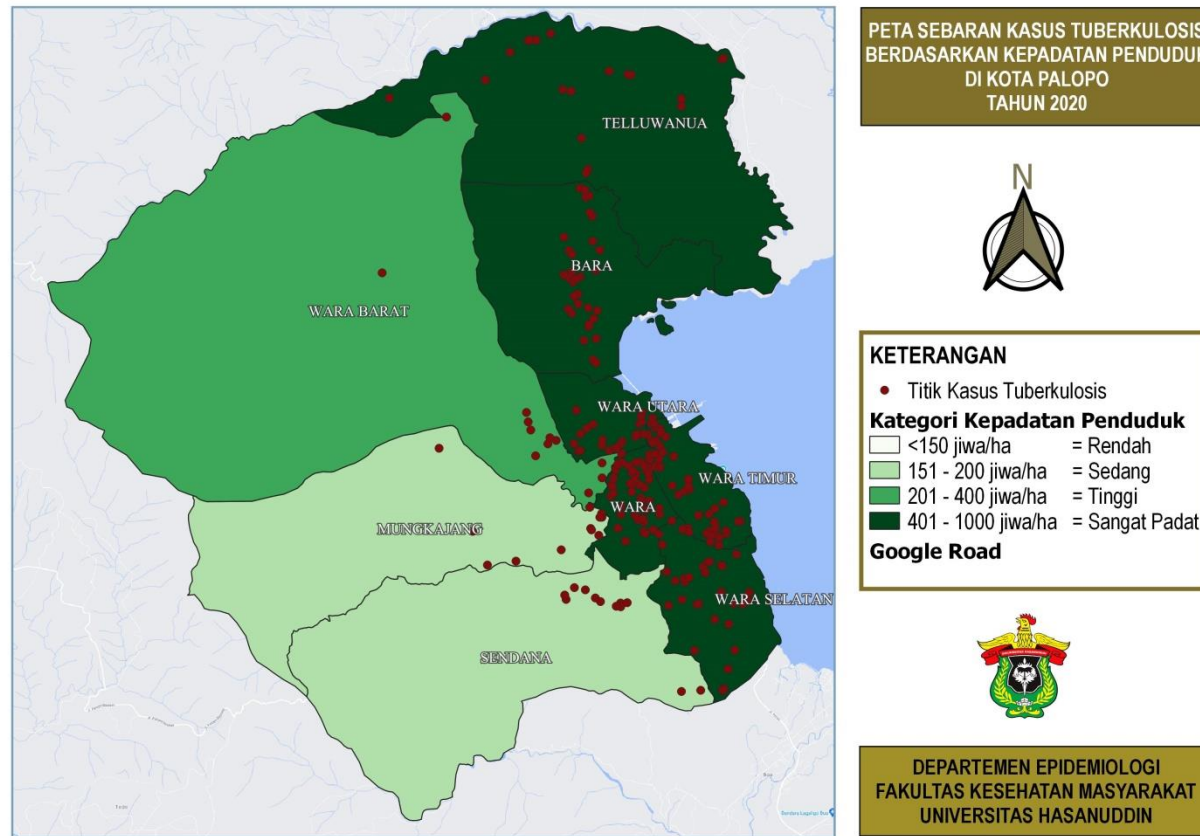 PETA SEBARAN KASUS TUBERKULOSIS
BERDASARKAN KEPADATAN PENDUDUK
DI KOTA PALOPO
TAHUN 2020
N
TELLUWANUA
BARA
WARA BARAT
WARA UTARA
WARA TIMUR
WARA
MUNGKAJANG
WARA SELATAN
SENDANA
KETERANGAN
Titik Kasus Tuberkulosis
Kategori Kepadatan Penduduk
<150 jiwa/ha = Rendah
151 - 200 jiwa/ha = Sedang
201 - 400 jiwa/ha = Tinggi
401 - 1000 jiwa/ha = Sangat Padat
Google Road
DEPARTEMEN EPIDEMIOLOGI
FAKULTAS KESEHATAN MASYARAKAT
UNIVERSITAS HASANUDDIN